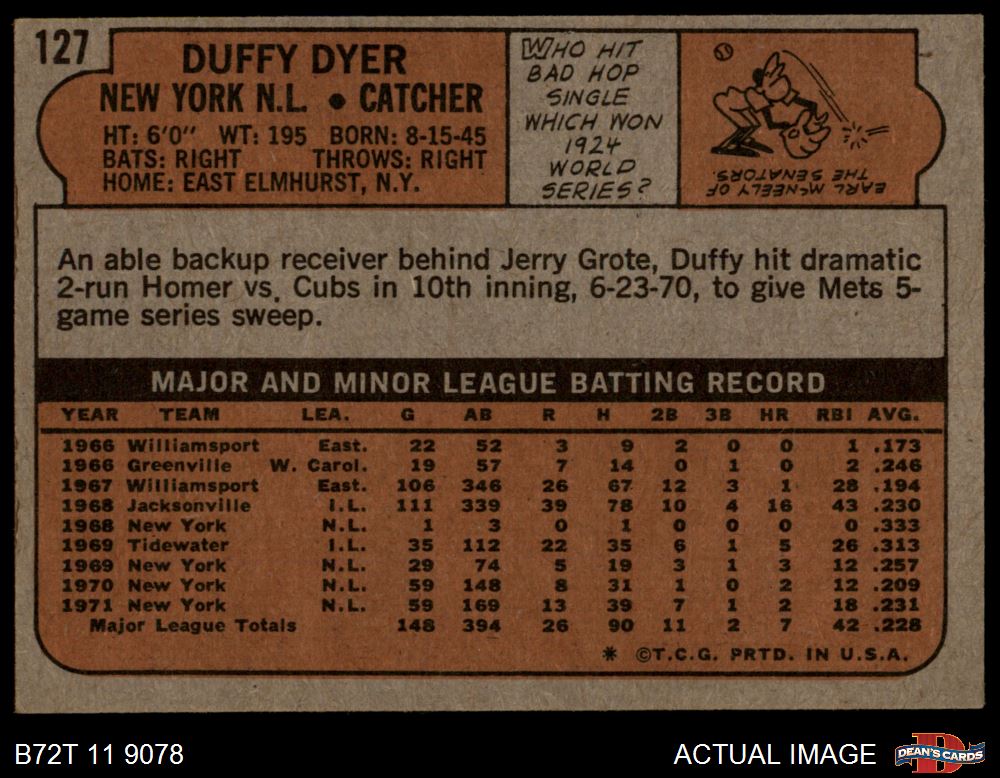 127
DUFFY DYER
NEW YORK N.L. • CATCHER
HT: 6'0" WT: 195 BORN: 8-15-45
BATS: RIGHT THROWS: RIGHT
HOME: EAST ELMHURST, N.Y.
WHO HIT
BAD HOP
SINGLE
WHICH WON
1924
WORLD
SERIES?
EARL McNEELY OF
THE SENATORS.
An able backup receiver behind Jerry Grote, Duffy hit dramatic
2-run Homer vs. Cubs in 10th inning, 6-23-70, to give Mets 5-
game series sweep.
MAJOR AND MINOR LEAGUE BATTING RECORD
YEAR TEAM LEA. G AB R H 2B 3B HR RBI AVG.
1966 Williamsport East. 22 52 3 9 2 0 0 1 .173
1966 Greenville W. Carol. 19 57 7 14 0 1 0 2 .246
1967 Williamsport East. 106 346 26 67 12 3 1 28 .194
1968 Jacksonville I.L. 111 339 39 78 10 4 16 43 .230
1968 New York N.L. 1 3 0 1 0 0 0 0 .333
1969 Tidewater I.L. 35 112 22 35 6 1 5 26 .313
1969 New York N.L. 29 74 5 19 3 1 3 12 .257
1970 New York N.L. 59 148 8 31 1 0 2 12 .209
1971 New York N.L. 59 169 13 39 7 1 2 18 .231
Major League Totals 148 394 26 90 11 2 7 42 .228
* ©T.C.G. PRTD. IN U.S.A.
B72T 11 9078
ACTUAL IMAGE
D
DEAN'S CARDS